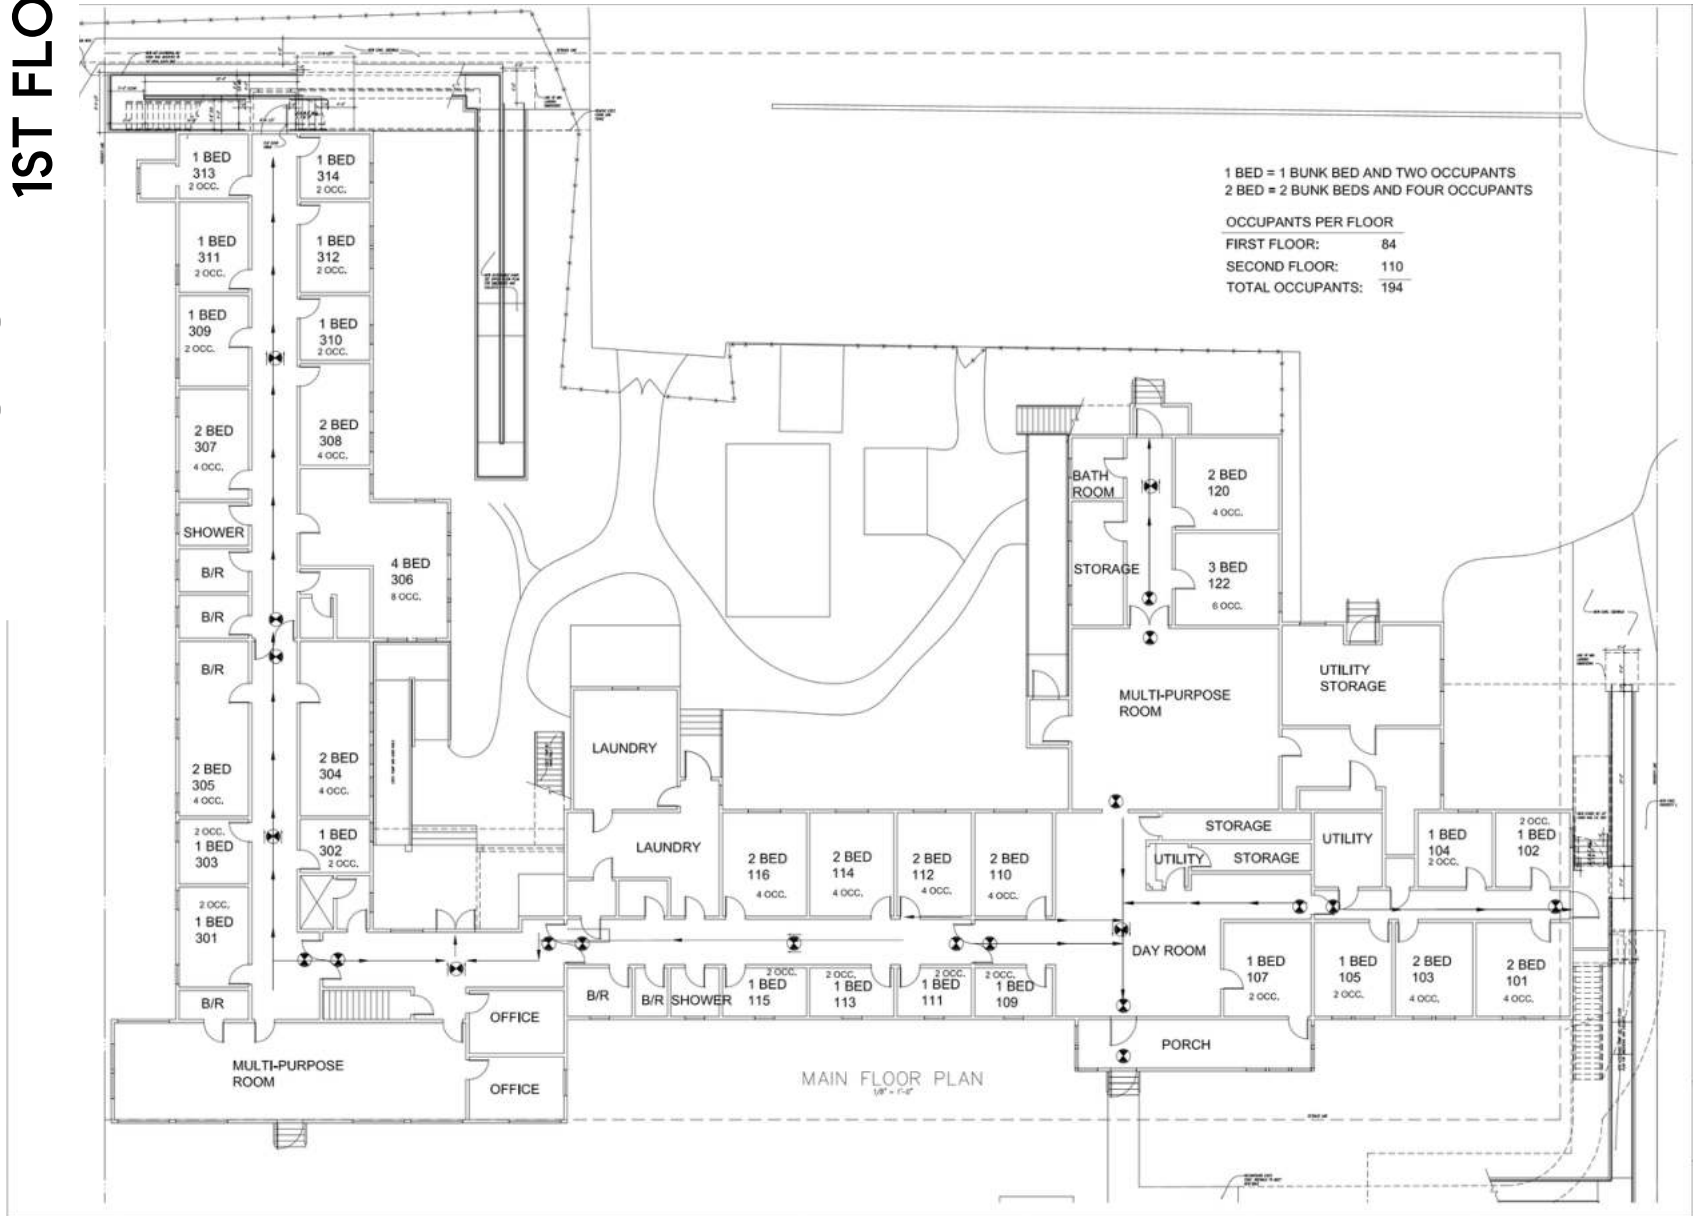 1ST FLO
1 BED = 1 BUNK BED AND TWO OCCUPANTS
2 BED = 2 BUNK BEDS AND FOUR OCCUPANTS
OCCUPANTS PER FLOOR
FIRST FLOOR: 84
SECOND FLOOR: 110
TOTAL OCCUPANTS: 194
1 BED
313
2 OCC.
1 BED
314
2 OCC.
1 BED
311
2 OCC.
1 BED
312
2 OCC.
1 BED
309
2 OCC.
1 BED
310
2 OCC.
2 BED
307
4 OCC.
2 BED
308
4 OCC.
SHOWER
B/R
B/R
B/R
4 BED
306
8 OCC.
2 BED
305
4 OCC.
2 BED
304
4 OCC.
2 OCC.
1 BED
303
1 BED
302
2 OCC.
2 OCC.
1 BED
301
B/R
MULTI-PURPOSE
ROOM
OFFICE
OFFICE
LAUNDRY
LAUNDRY
2 BED
116
4 OCC.
2 BED
114
4 OCC.
2 BED
112
4 OCC.
2 BED
110
4 OCC.
B/R
B/R
SHOWER
2 OCC.
1 BED
115
2 OCC.
1 BED
113
2 OCC.
1 BED
111
2 OCC.
1 BED
109
BATH
ROOM
2 BED
120
4 OCC.
STORAGE
3 BED
122
6 OCC.
MULTI-PURPOSE
ROOM
UTILITY
STORAGE
STORAGE
UTILITY
STORAGE
UTILITY
1 BED
104
2 OCC.
2 OCC.
1 BED
102
DAY ROOM
1 BED
107
2 OCC.
1 BED
105
2 OCC.
2 BED
103
4 OCC.
2 BED
101
4 OCC.
PORCH
MAIN FLOOR PLAN
1/8" = 1'-0"